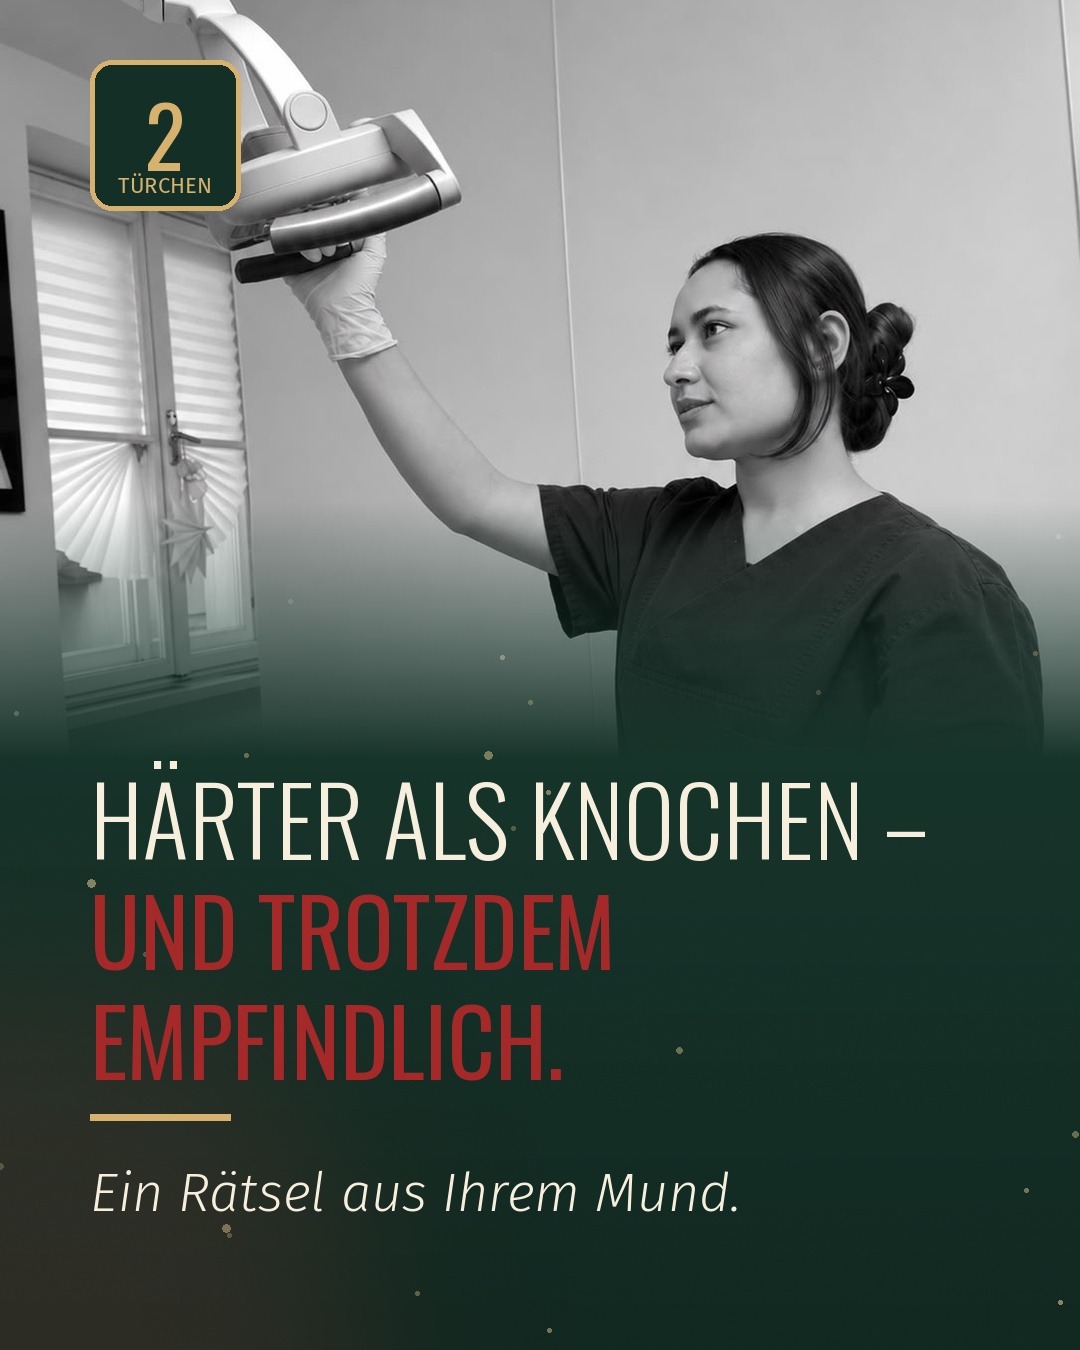 2
TÜRCHEN
HÄRTER ALS KNOCHEN –
UND TROTZDEM
EMPFINDLICH.
Ein Rätsel aus Ihrem Mund.